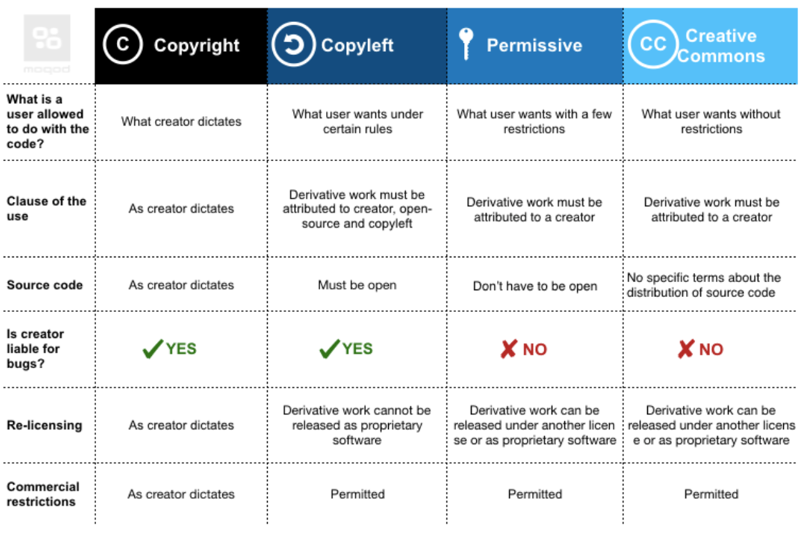 moqod
C Copyright
Copyleft
Permissive
CC Creative
Commons
What is a
user allowed
to do with the
code?
What creator dictates
What user wants under
certain rules
What user wants with a few
restrictions
What user wants without
restrictions
Clause of the
use
As creator dictates
Derivative work must be
attributed to creator, open-
source and copyleft
Derivative work must be
attributed to a creator
Derivative work must be
attributed to a creator
Source code
As creator dictates
Must be open
Don't have to be open
No specific terms about the
distribution of source code
Is creator
liable for
bugs?
YES
YES
NO
NO
Re-licensing
As creator dictates
Derivative work cannot be
released as proprietary
software
Derivative work can be
released under another licen
se or as proprietary software
Derivative work can be
released under another licens
e or as proprietary software
Commercial
restrictions
As creator dictates
Permitted
Permitted
Permitted